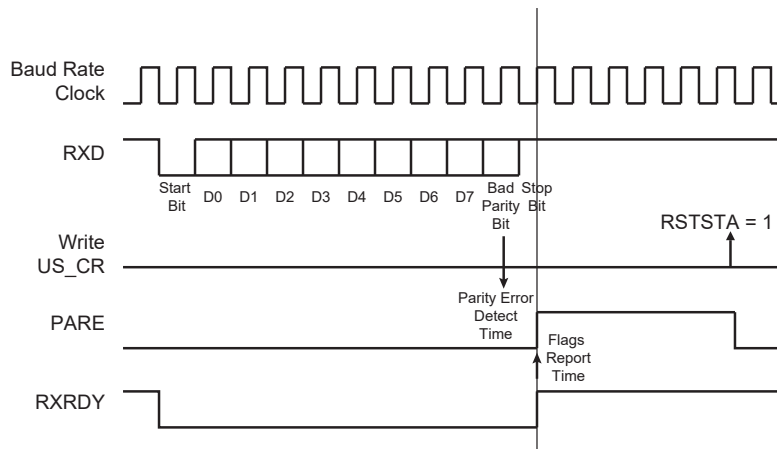 Baud Rate
Clock
RXD
Start
Bit
D0 D1 D2 D3 D4 D5 D6 D7
Bad
Parity
Bit
Stop
Bit
Write
US_CR
RSTSTA = 1
Parity Error
Detect
Time
PARE
Flags
Report
Time
RXRDY